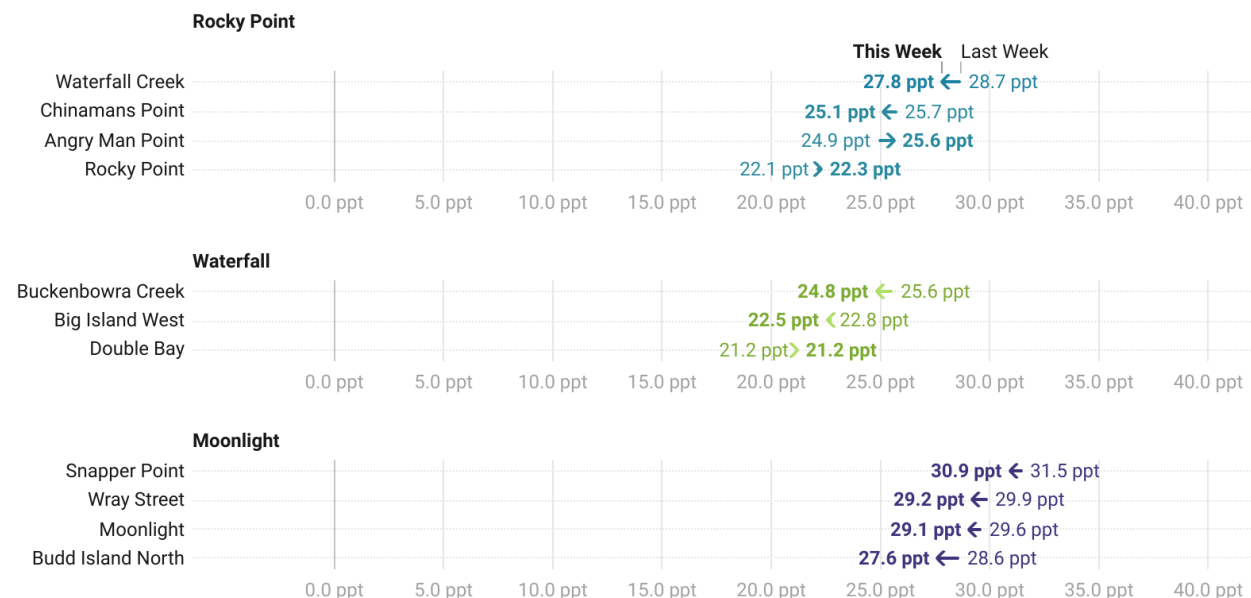 Rocky Point
This Week Last Week
Waterfall Creek 27.8 ppt 28.7 ppt
Chinamans Point 25.1 ppt 25.7 ppt
Angry Man Point 24.9 ppt 25.6 ppt
Rocky Point 22.1 ppt 22.3 ppt
0.0 ppt 5.0 ppt 10.0 ppt 15.0 ppt 20.0 ppt 25.0 ppt 30.0 ppt 35.0 ppt 40.0 ppt
Waterfall
Buckenbowra Creek 24.8 ppt 25.6 ppt
Big Island West 22.5 ppt 22.8 ppt
Double Bay 21.2 ppt 21.2 ppt
0.0 ppt 5.0 ppt 10.0 ppt 15.0 ppt 20.0 ppt 25.0 ppt 30.0 ppt 35.0 ppt 40.0 ppt
Moonlight
Snapper Point 30.9 ppt 31.5 ppt
Wray Street 29.2 ppt 29.9 ppt
Moonlight 29.1 ppt 29.6 ppt
Budd Island North 27.6 ppt 28.6 ppt
0.0 ppt 5.0 ppt 10.0 ppt 15.0 ppt 20.0 ppt 25.0 ppt 30.0 ppt 35.0 ppt 40.0 ppt